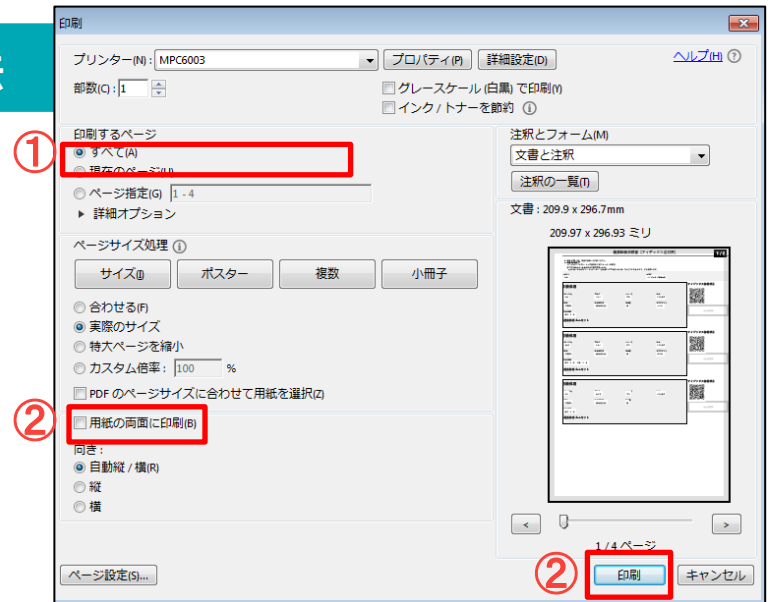 印刷
法
プリンター(N): MPC6003 プロパティ(P) 詳細設定(D) ヘルプ(H) ?
部数(C): 1 グレースケール (白黒) で印刷(Y)
インク / トナーを節約 i
印刷するページ 注釈とフォーム(M)
①
すべて(A) 文書と注釈
現在のページ(U)
ページ指定(G) 1 - 4 注釈の一覧(T)
詳細オプション
文書 : 209.9 x 296.7mm
209.97 x 296.93 ミリ
ページサイズ処理 i
サイズ(I) ポスター 複数 小冊子
1/4
合わせる(F)
実際のサイズ
特大ページを縮小
カスタム倍率 : 100 %
PDF のページサイズに合わせて用紙を選択(Z)
② 用紙の両面に印刷(B)
向き :
自動縦 / 横(R)
縦
横
< >
1 / 4 ページ
ページ設定(S)... ② 印刷 キャンセル